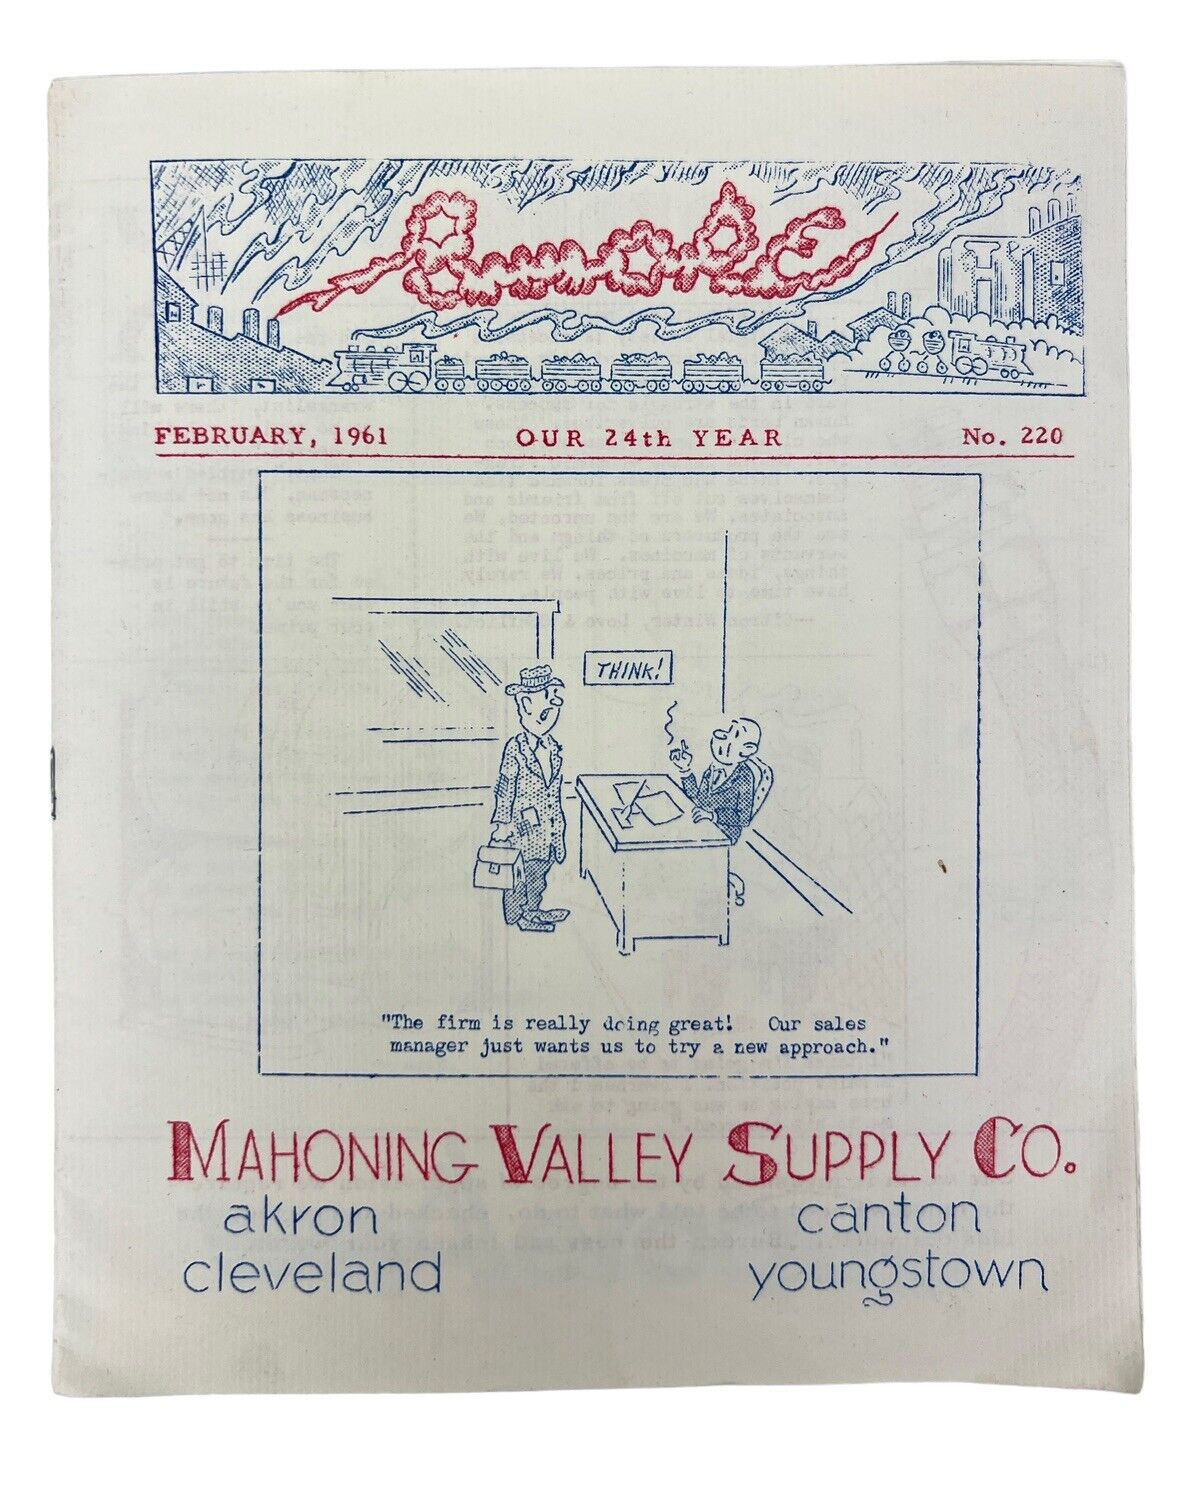 SMOKE
FEBRUARY, 1961 OUR 24th YEAR No. 220
THINK!
"The firm is really doing great! Our sales
manager just wants us to try a new approach."
MAHONING VALLEY SUPPLY CO.
akron canton
cleveland youngstown